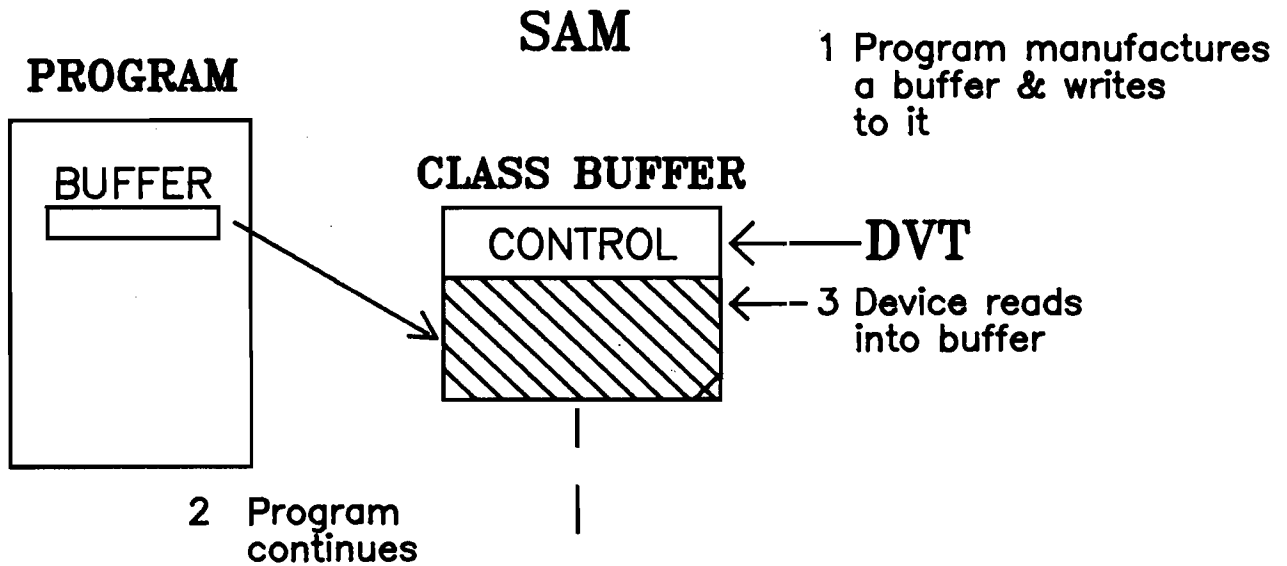 SAM
PROGRAM
1 Program manufactures
a buffer & writes
to it
BUFFER
CLASS BUFFER
CONTROL
DVT
3 Device reads
into buffer
2 Program
continues